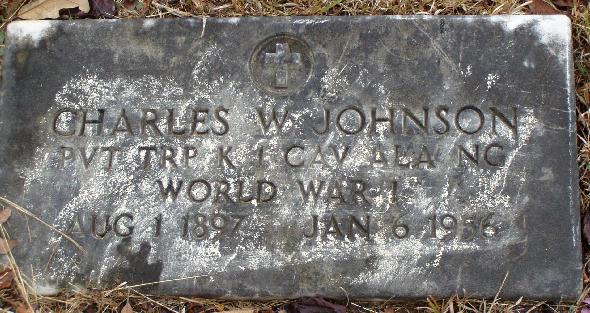 CHARLES W JOHNSON
PVT TRP K 1 CAV ALA NG
WORLD WAR I
AUG 1 1897 JAN 6 1956